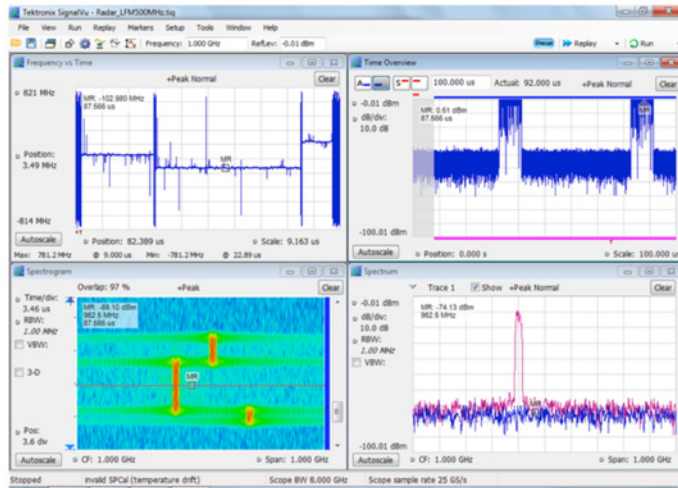 Tektronix SignalVu - Radar_LFM500MHz.tiq
File View Run Replay Markers Setup Tools Window Help
Frequency: 1.000 GHz RefLev: -0.01 dBm Preset Replay Run
Frequency vs Time
+Peak Normal Clear
821 MHz
MR: -102.980 MHz
87.566 us
Position:
3.49 MHz
MR
-814 MHz
Autoscale Position: 82.389 us Scale: 9.163 us
Max: 781.2 MHz @ 9.000 us Min: -781.2 MHz @ 22.89 us
Time Overview
100.000 us Actual: 92.000 us +Peak Normal Clear
-0.01 dBm
dB/div:
10.0 dB
MR: 0.51 dBm
87.566 us
MR
-100.01 dBm
Autoscale Position: 0.000 s Scale: 100.000 us
Spectrogram
Overlap: 97 % +Peak Clear
Time/div:
3.46 us
RBW:
1.00 MHz
VBW:
3-D
MR: -69.10 dBm
962.5 MHz
87.566 us
MR
Pos:
3.6 div
Autoscale CF: 1.000 GHz Span: 1.000 GHz
Spectrum
Trace 1 Show +Peak Normal Clear
-0.01 dBm
dB/div:
10.0 dB
RBW:
1.00 MHz
VBW:
MR: -74.13 dBm
962.5 MHz
MR
-100.01 dBm
Autoscale CF: 1.000 GHz Span: 1.000 GHz
Stopped invalid SPCal (temperature drift) Scope BW 8.000 GHz Scope sample rate 25 GS/s